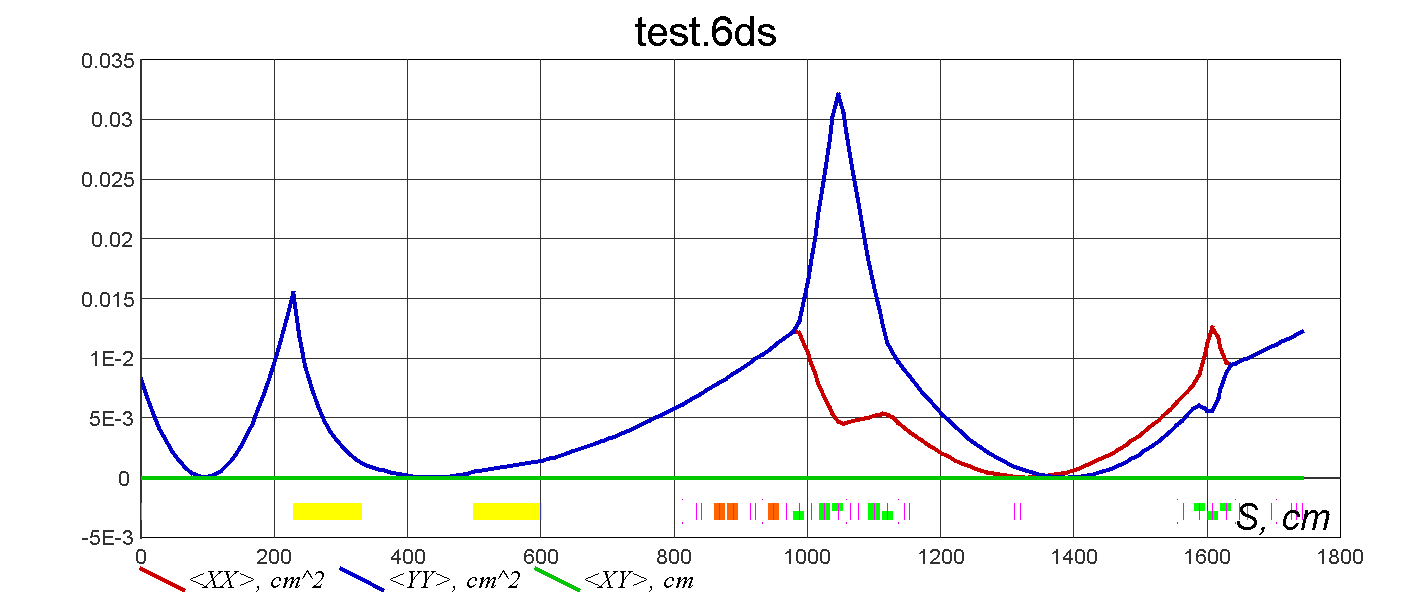 test.6ds
0.035
0.03
0.025
0.02
0.015
1E-2
5E-3
0
-5E-3
S, cm
0 200 400 600 800 1000 1200 1400 1600 1800
<XX>, cm^2 <YY>, cm^2 <XY>, cm